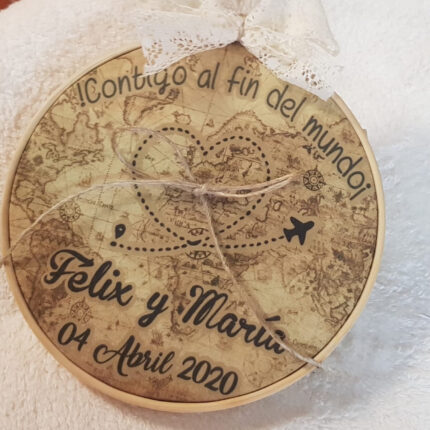 !Contigo al fin del mundo¡
Felix y María
04 Abril 2020